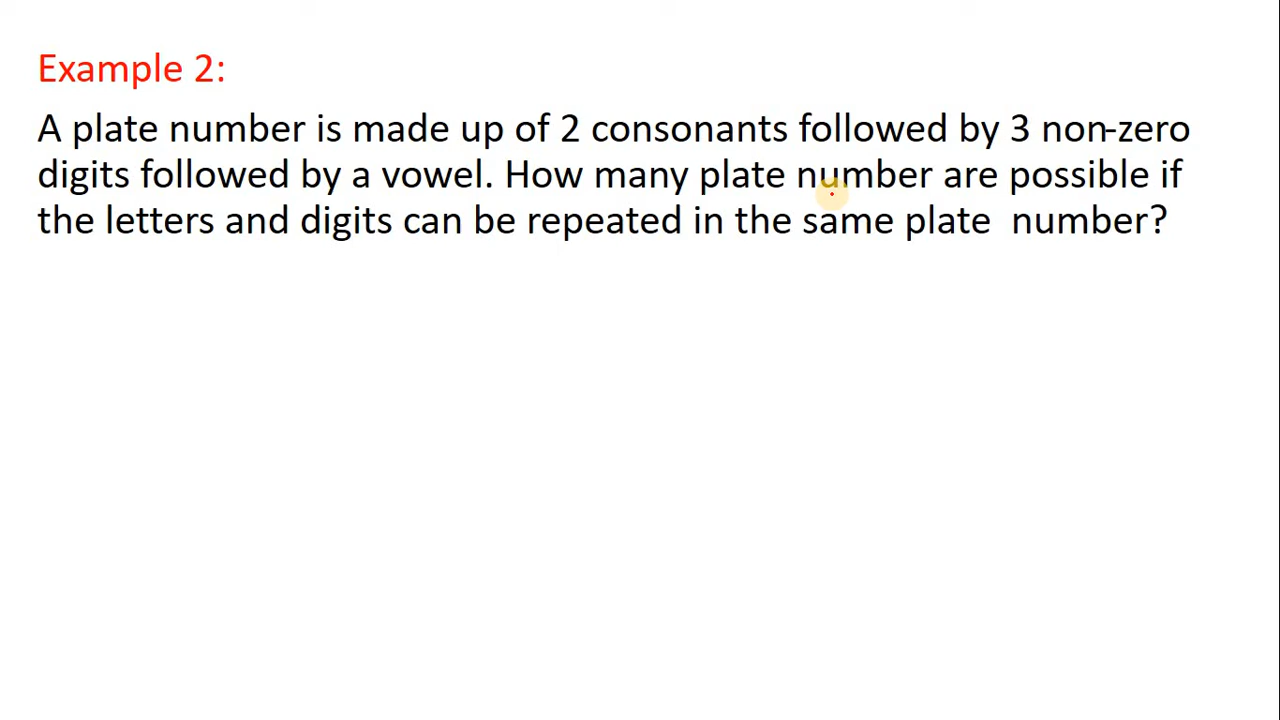 Example 2:
A plate number is made up of 2 consonants followed by 3 non-zero
digits followed by a vowel. How many plate number are possible if
the letters and digits can be repeated in the same plate  number?